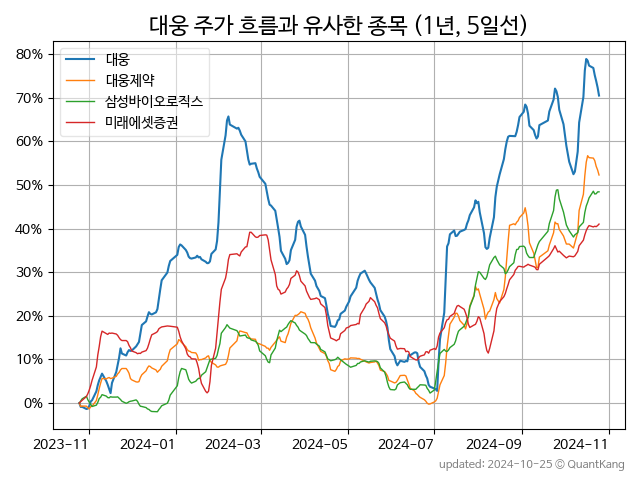 대웅 주가 흐름과 유사한 종목 (1년, 5일선)
대웅
대웅제약
삼성바이오로직스
미래에셋증권
80%
70%
60%
50%
40%
30%
20%
10%
0%
2023-11 2024-01 2024-03 2024-05 2024-07 2024-09 2024-11
updated: 2024-10-25 © QuantKang